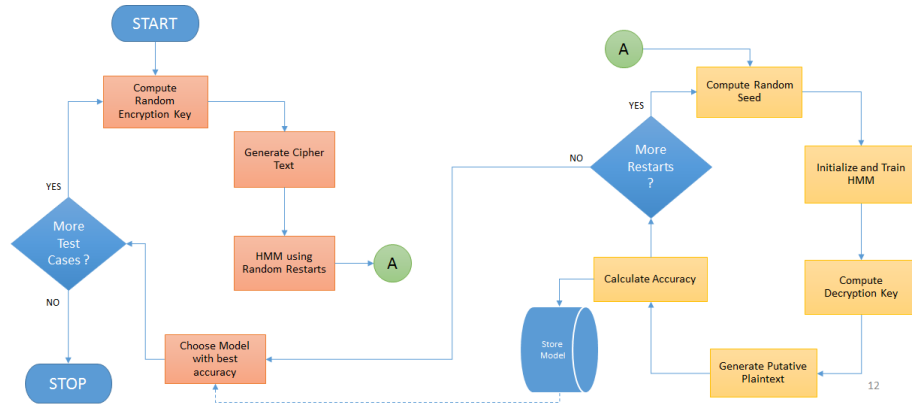 START
Compute
Random
Encryption Key
Generate Cipher
Text
HMM using
Random Restarts
A
YES
More
Test
Cases ?
NO
STOP
Choose Model
with best
accuracy
A
Compute Random
Seed
YES
More
Restarts
?
NO
Initialize and Train
HMM
Compute
Decryption Key
Generate Putative
Plaintext
Calculate Accuracy
Store
Model
12